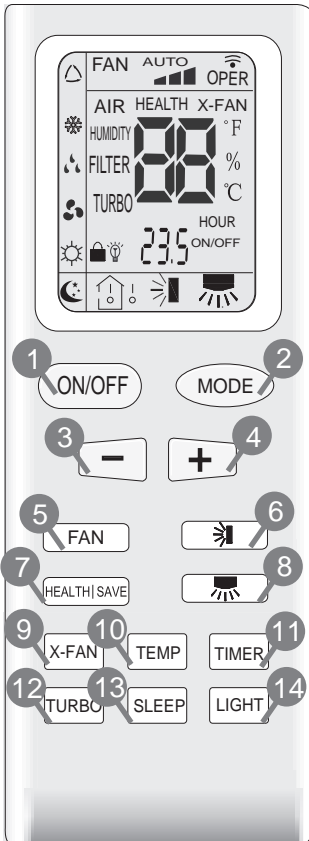 FAN AUTO OPER
AIR HEALTH X-FAN
HUMIDITY 88 °F
FILTER %
TURBO °C
HOUR
23.5 ON/OFF
1 2
ON/OFF MODE
3 4
− +
5 6
FAN
7 8
HEALTH|SAVE
9 10 11
X-FAN TEMP TIMER
12 13 14
TURBO SLEEP LIGHT